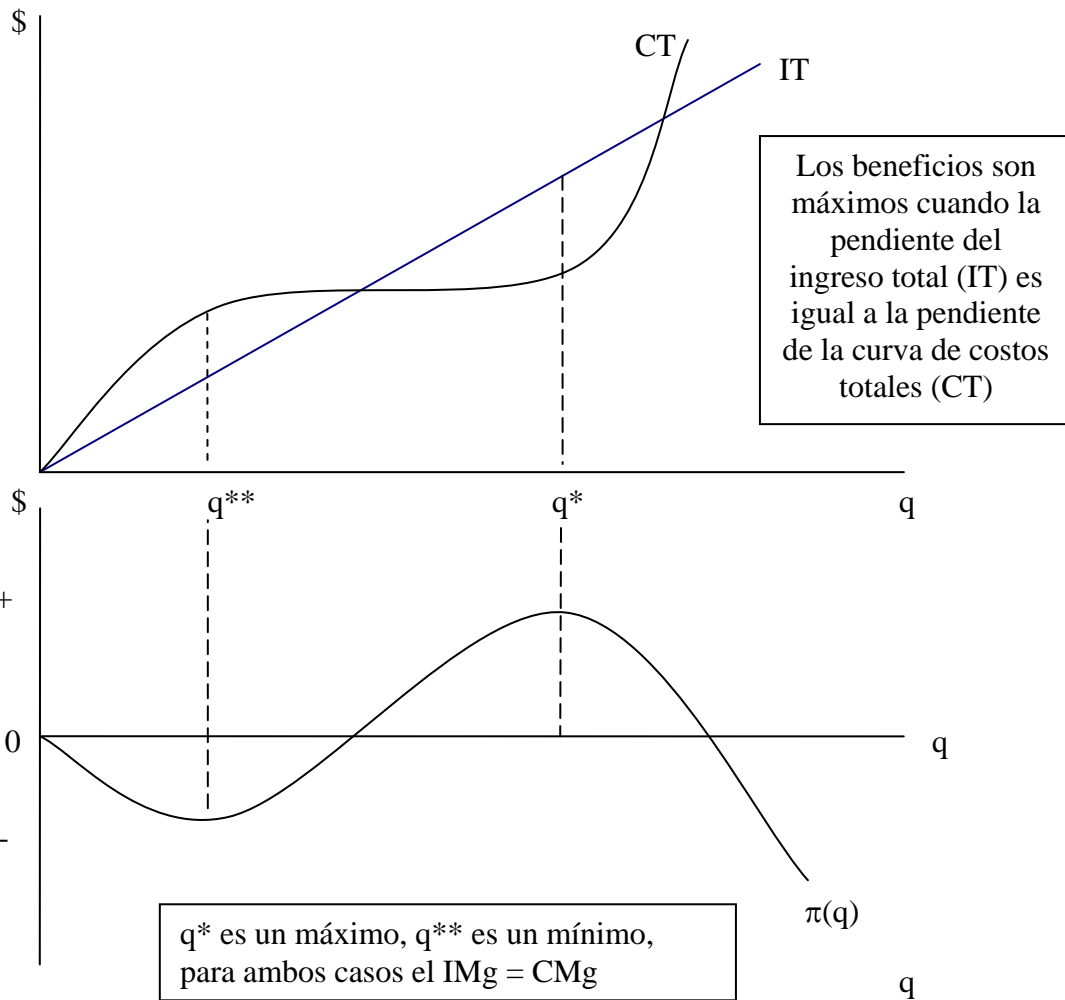 $
CT
IT
Los beneficios son
máximos cuando la
pendiente del
ingreso total (IT) es
igual a la pendiente
de la curva de costos
totales (CT)
$
q**
q*
q
+
0
q
-
π(q)
q* es un máximo, q** es un mínimo,
para ambos casos el IMg = CMg
q